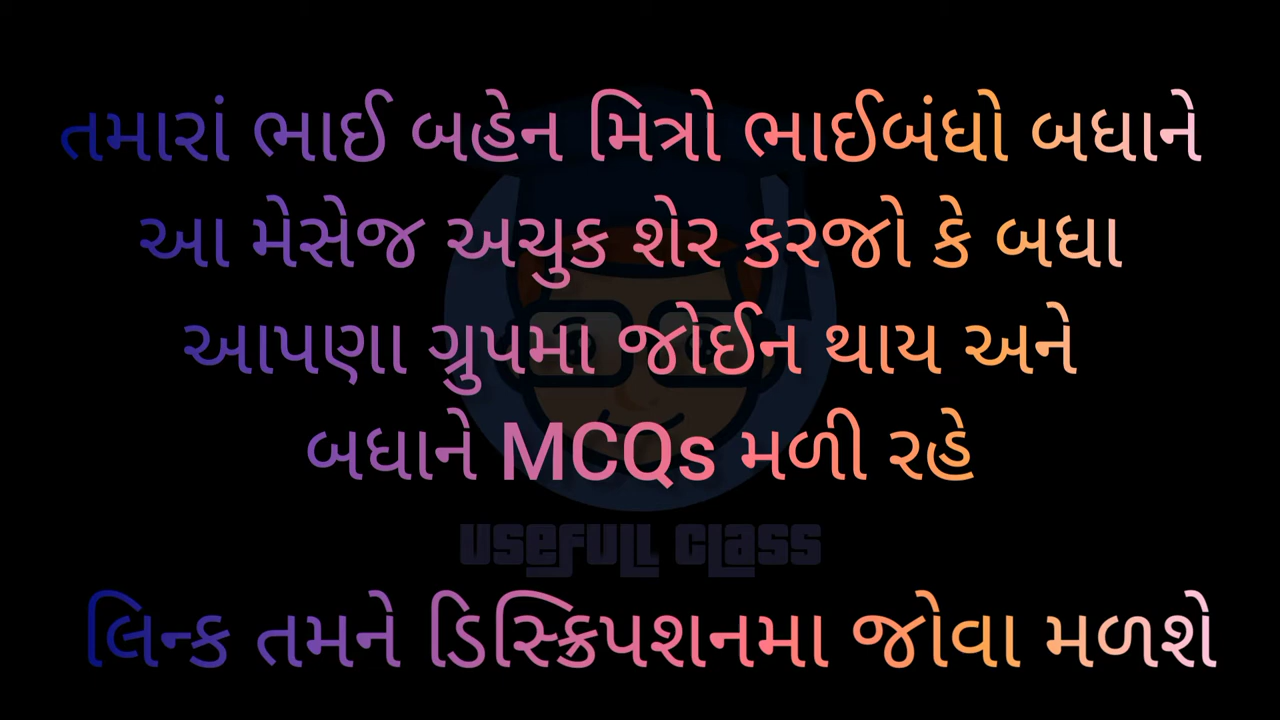 તમારાં ભાઈ બહેન મિત્રો ભાઈબંધો બધાને
આ મેસેજ અચુક શેર કરજો કે બધા
આપણા ગ્રુપમા જોઈન થાય અને
બધાને MCQs મળી રહે
USEFULL CLASS
લિન્ક તમને ડિસ્ક્રિપશનમા જોવા મળશે